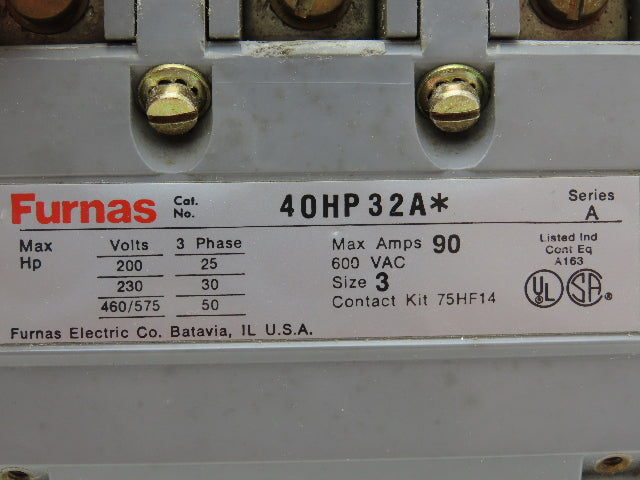 Furnas Cat. No. 40HP32A* Series A
Max Hp
Volts 3 Phase
200 25
230 30
460/575 50
Max Amps 90
600 VAC
Size 3
Contact Kit 75HF14
Listed Ind
Cont Eq
A163
UL SA ®
Furnas Electric Co. Batavia, IL U.S.A.